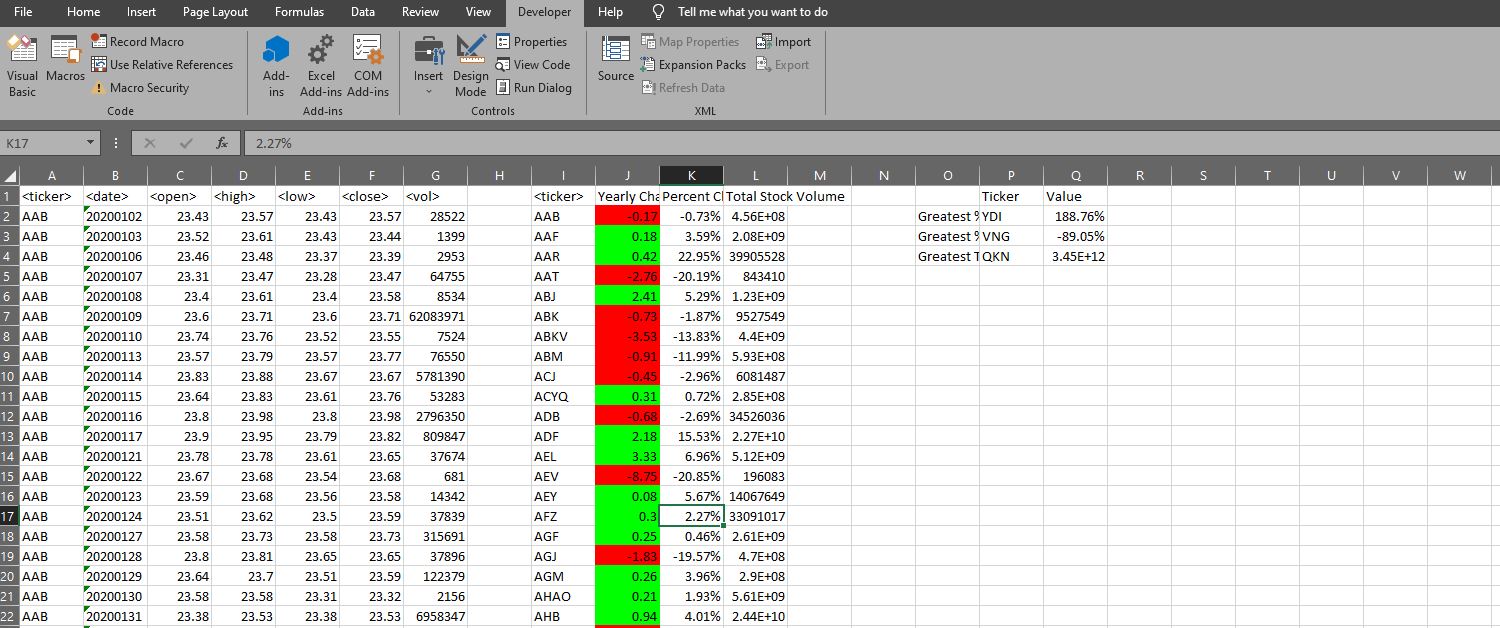 File Home Insert Page Layout Formulas Data Review View Developer Help Tell me what you want to do
Record Macro Properties Map Properties Import
Use Relative References View Code Expansion Packs Export
Macro Security Run Dialog Refresh Data
Visual Basic Macros Add-ins Excel Add-ins COM Add-ins Insert Design Mode Source
Code Add-ins Controls XML
K17 fx 2.27%
A B C D E F G H I J K L M N O P Q R S T U V W
1 <ticker> <date> <open> <high> <low> <close> <vol> <ticker> Yearly Cha Percent C Total Stock Volume Ticker Value
2 AAB 20200102 23.43 23.57 23.43 23.57 28522 AAB -0.17 -0.73% 4.56E+08 Greatest % YDI 188.76%
3 AAB 20200103 23.52 23.61 23.43 23.44 1399 AAF 0.18 3.59% 2.08E+09 Greatest % VNG -89.05%
4 AAB 20200106 23.46 23.48 23.37 23.39 2953 AAR 0.42 22.95% 39905528 Greatest T QKN 3.45E+12
5 AAB 20200107 23.31 23.47 23.28 23.47 64755 AAT -2.76 -20.19% 843410
6 AAB 20200108 23.4 23.61 23.4 23.58 8534 ABJ 2.41 5.29% 1.23E+09
7 AAB 20200109 23.6 23.71 23.6 23.71 62083971 ABK -0.73 -1.87% 9527549
8 AAB 20200110 23.74 23.76 23.52 23.55 7524 ABKV -3.53 -13.83% 4.4E+09
9 AAB 20200113 23.57 23.79 23.57 23.77 76550 ABM -0.91 -11.99% 5.93E+08
10 AAB 20200114 23.83 23.88 23.67 23.67 5781390 ACJ -0.45 -2.96% 6081487
11 AAB 20200115 23.64 23.83 23.61 23.76 53283 ACYQ 0.31 0.72% 2.85E+08
12 AAB 20200116 23.8 23.98 23.8 23.98 2796350 ADB -0.68 -2.69% 34526036
13 AAB 20200117 23.9 23.95 23.79 23.82 809847 ADF 2.18 15.53% 2.27E+10
14 AAB 20200121 23.78 23.78 23.61 23.65 37674 AEL 3.33 6.96% 5.12E+09
15 AAB 20200122 23.67 23.68 23.54 23.68 681 AEV -8.75 -20.85% 196083
16 AAB 20200123 23.59 23.68 23.56 23.58 14342 AEY 0.08 5.67% 14067649
17 AAB 20200124 23.51 23.62 23.5 23.59 37839 AFZ 0.3 2.27% 33091017
18 AAB 20200127 23.58 23.73 23.58 23.73 315691 AGF 0.25 0.46% 2.61E+09
19 AAB 20200128 23.8 23.81 23.65 23.65 37896 AGJ -1.83 -19.57% 4.7E+08
20 AAB 20200129 23.64 23.7 23.51 23.59 122379 AGM 0.26 3.96% 2.9E+08
21 AAB 20200130 23.58 23.58 23.31 23.32 2156 AHAO 0.21 1.93% 5.61E+09
22 AAB 20200131 23.38 23.53 23.38 23.53 6958347 AHB 0.94 4.01% 2.44E+10